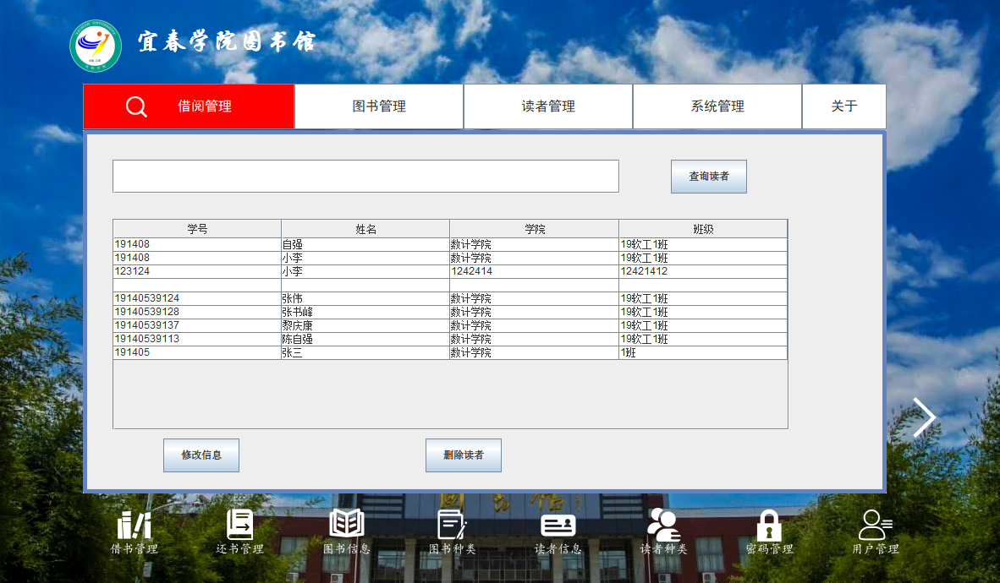 宜春学院图书馆
借阅管理 图书管理 读者管理 系统管理 关于
查询读者
学号 姓名 学院 班级
191408 自强 数计学院 19软工1班
191408 小李 数计学院 19软工1班
123124 小李 1242414 12421412
19140539124 张伟 数计学院 19软工1班
19140539128 张书峰 数计学院 19软工1班
19140539137 黎庆康 数计学院 19软工1班
19140539113 陈自强 数计学院 19软工1班
191405 张三 数计学院 1班
修改信息 删除读者
图书馆
借书管理 还书管理 图书信息 图书种类 读者信息 读者种类 密码管理 用户管理